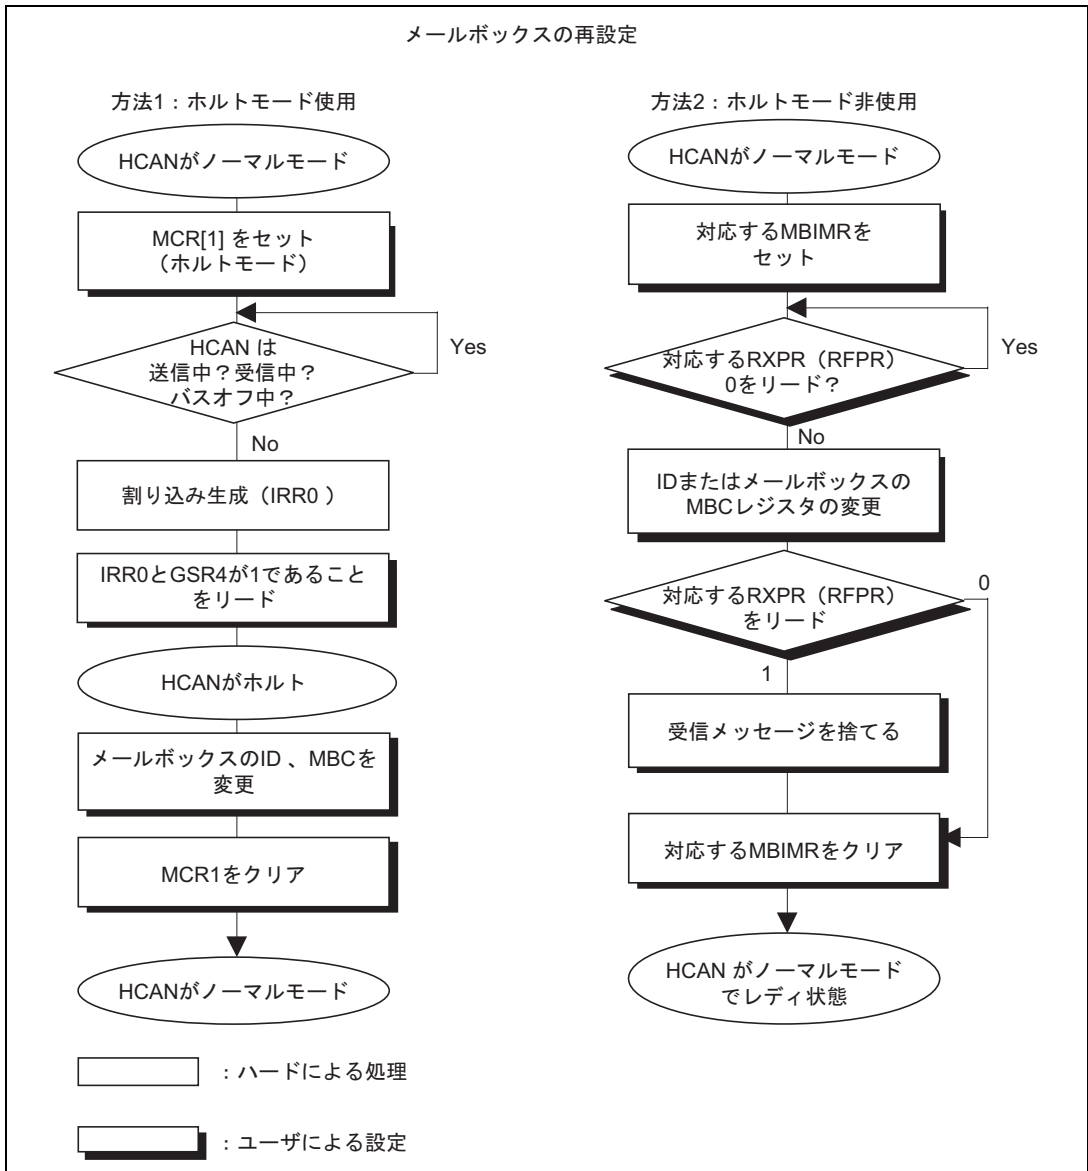 メールボックスの再設定
方法1:ホルトモード使用
HCANがノーマルモード
MCR[1] をセット
(ホルトモード)
HCAN は
送信中?受信中?
バスオフ中?
Yes
No
割り込み生成(IRR0 )
IRR0とGSR4が1であること
をリード
HCANがホルト
メールボックスのID 、MBCを
変更
MCR1をクリア
HCANがノーマルモード
方法2:ホルトモード非使用
HCANがノーマルモード
対応するMBIMRを
セット
対応するRXPR(RFPR)
0をリード?
Yes
No
IDまたはメールボックスの
MBCレジスタの変更
対応するRXPR(RFPR)
をリード
0
1
受信メッセージを捨てる
対応するMBIMRをクリア
HCAN がノーマルモード
でレディ状態
:ハードによる処理
:ユーザによる設定